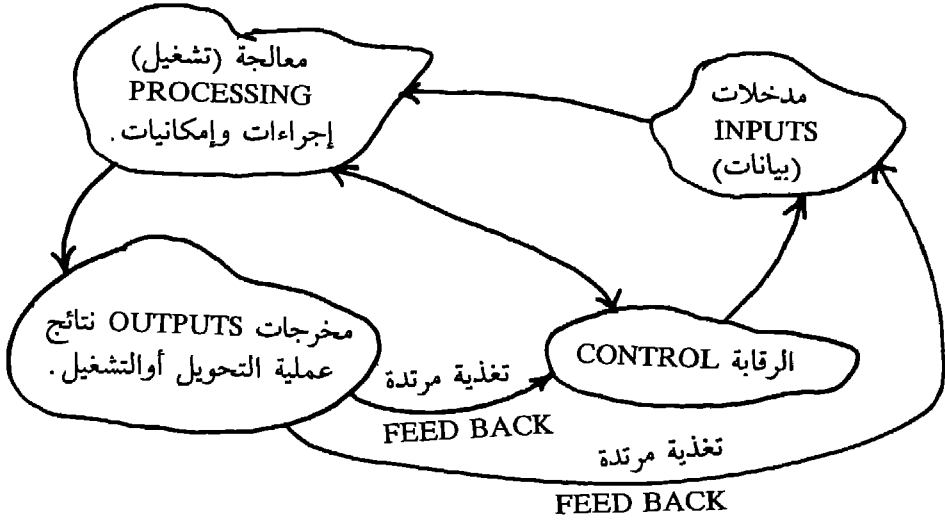 معالجة (تشغيل)
PROCESSING
إجراءات وإمكانيات.
مدخلات
INPUTS
(بيانات)
مخرجات OUTPUTS نتائج
عملية التحويل أوالتشغيل.
الرقابة CONTROL
تغذية مرتدة
FEED BACK
تغذية مرتدة
FEED BACK